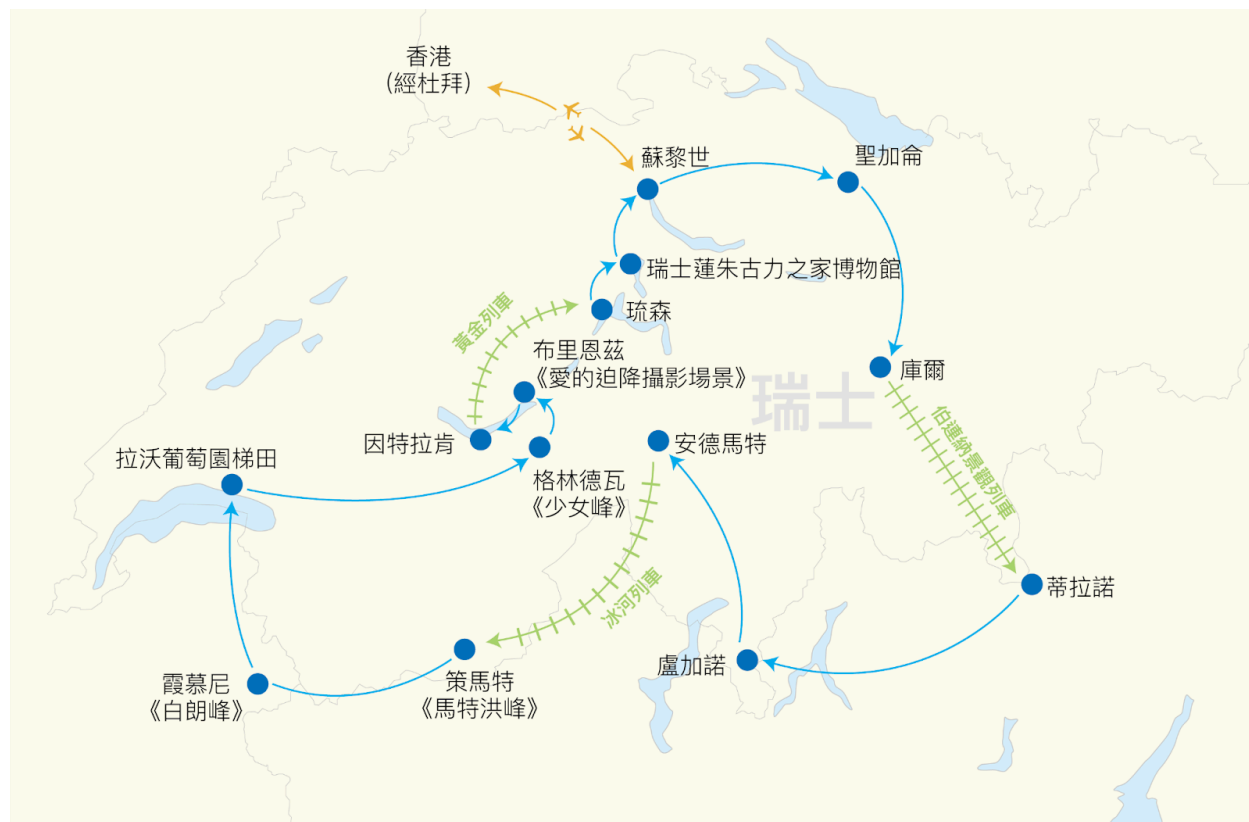 香港
(經杜拜)
蘇黎世
聖加侖
瑞士蓮朱古力之家博物館
琉森
黃金列車
布里恩茲
《愛的迫降攝影場景》
庫爾
瑞士
伯連納景觀列車
因特拉肯
安德馬特
拉沃葡萄園梯田
格林德瓦
《少女峰》
冰河列車
蒂拉諾
盧加諾
策馬特
《馬特洪峰》
霞慕尼
《白朗峰》